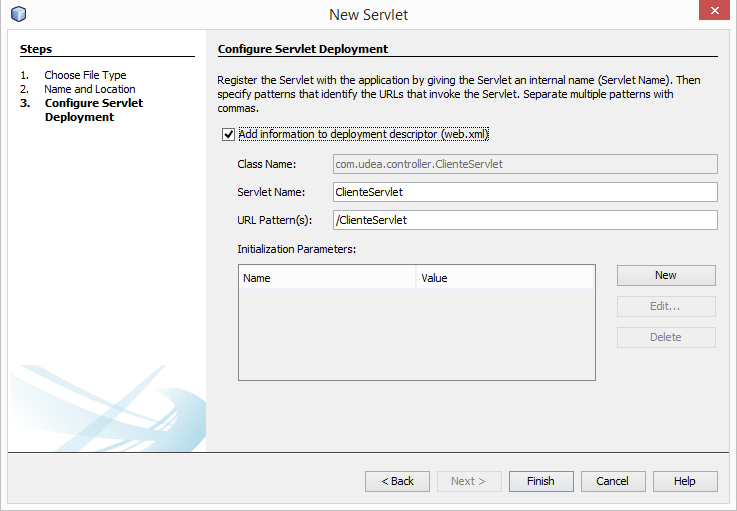 New Servlet
Steps
1. Choose File Type
2. Name and Location
3. Configure Servlet
Deployment
Configure Servlet Deployment
Register the Servlet with the application by giving the Servlet an internal name (Servlet Name). Then
specify patterns that identify the URLs that invoke the Servlet. Separate multiple patterns with
commas.
Add information to deployment descriptor (web.xml)
Class Name: com.udea.controller.ClienteServlet
Servlet Name: ClienteServlet
URL Pattern(s): /ClienteServlet
Initialization Parameters:
Name Value
New
Edit...
Delete
< Back Next > Finish Cancel Help